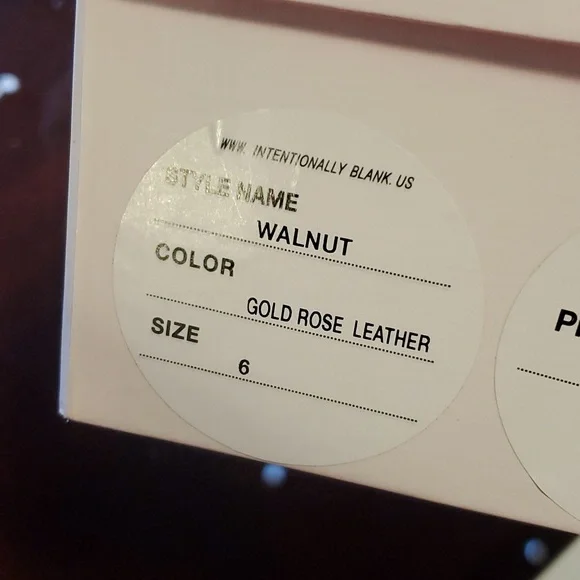 WWW. INTENTIONALLY BLANK. US
STYLE NAME
WALNUT
COLOR
GOLD ROSE LEATHER
SIZE
6